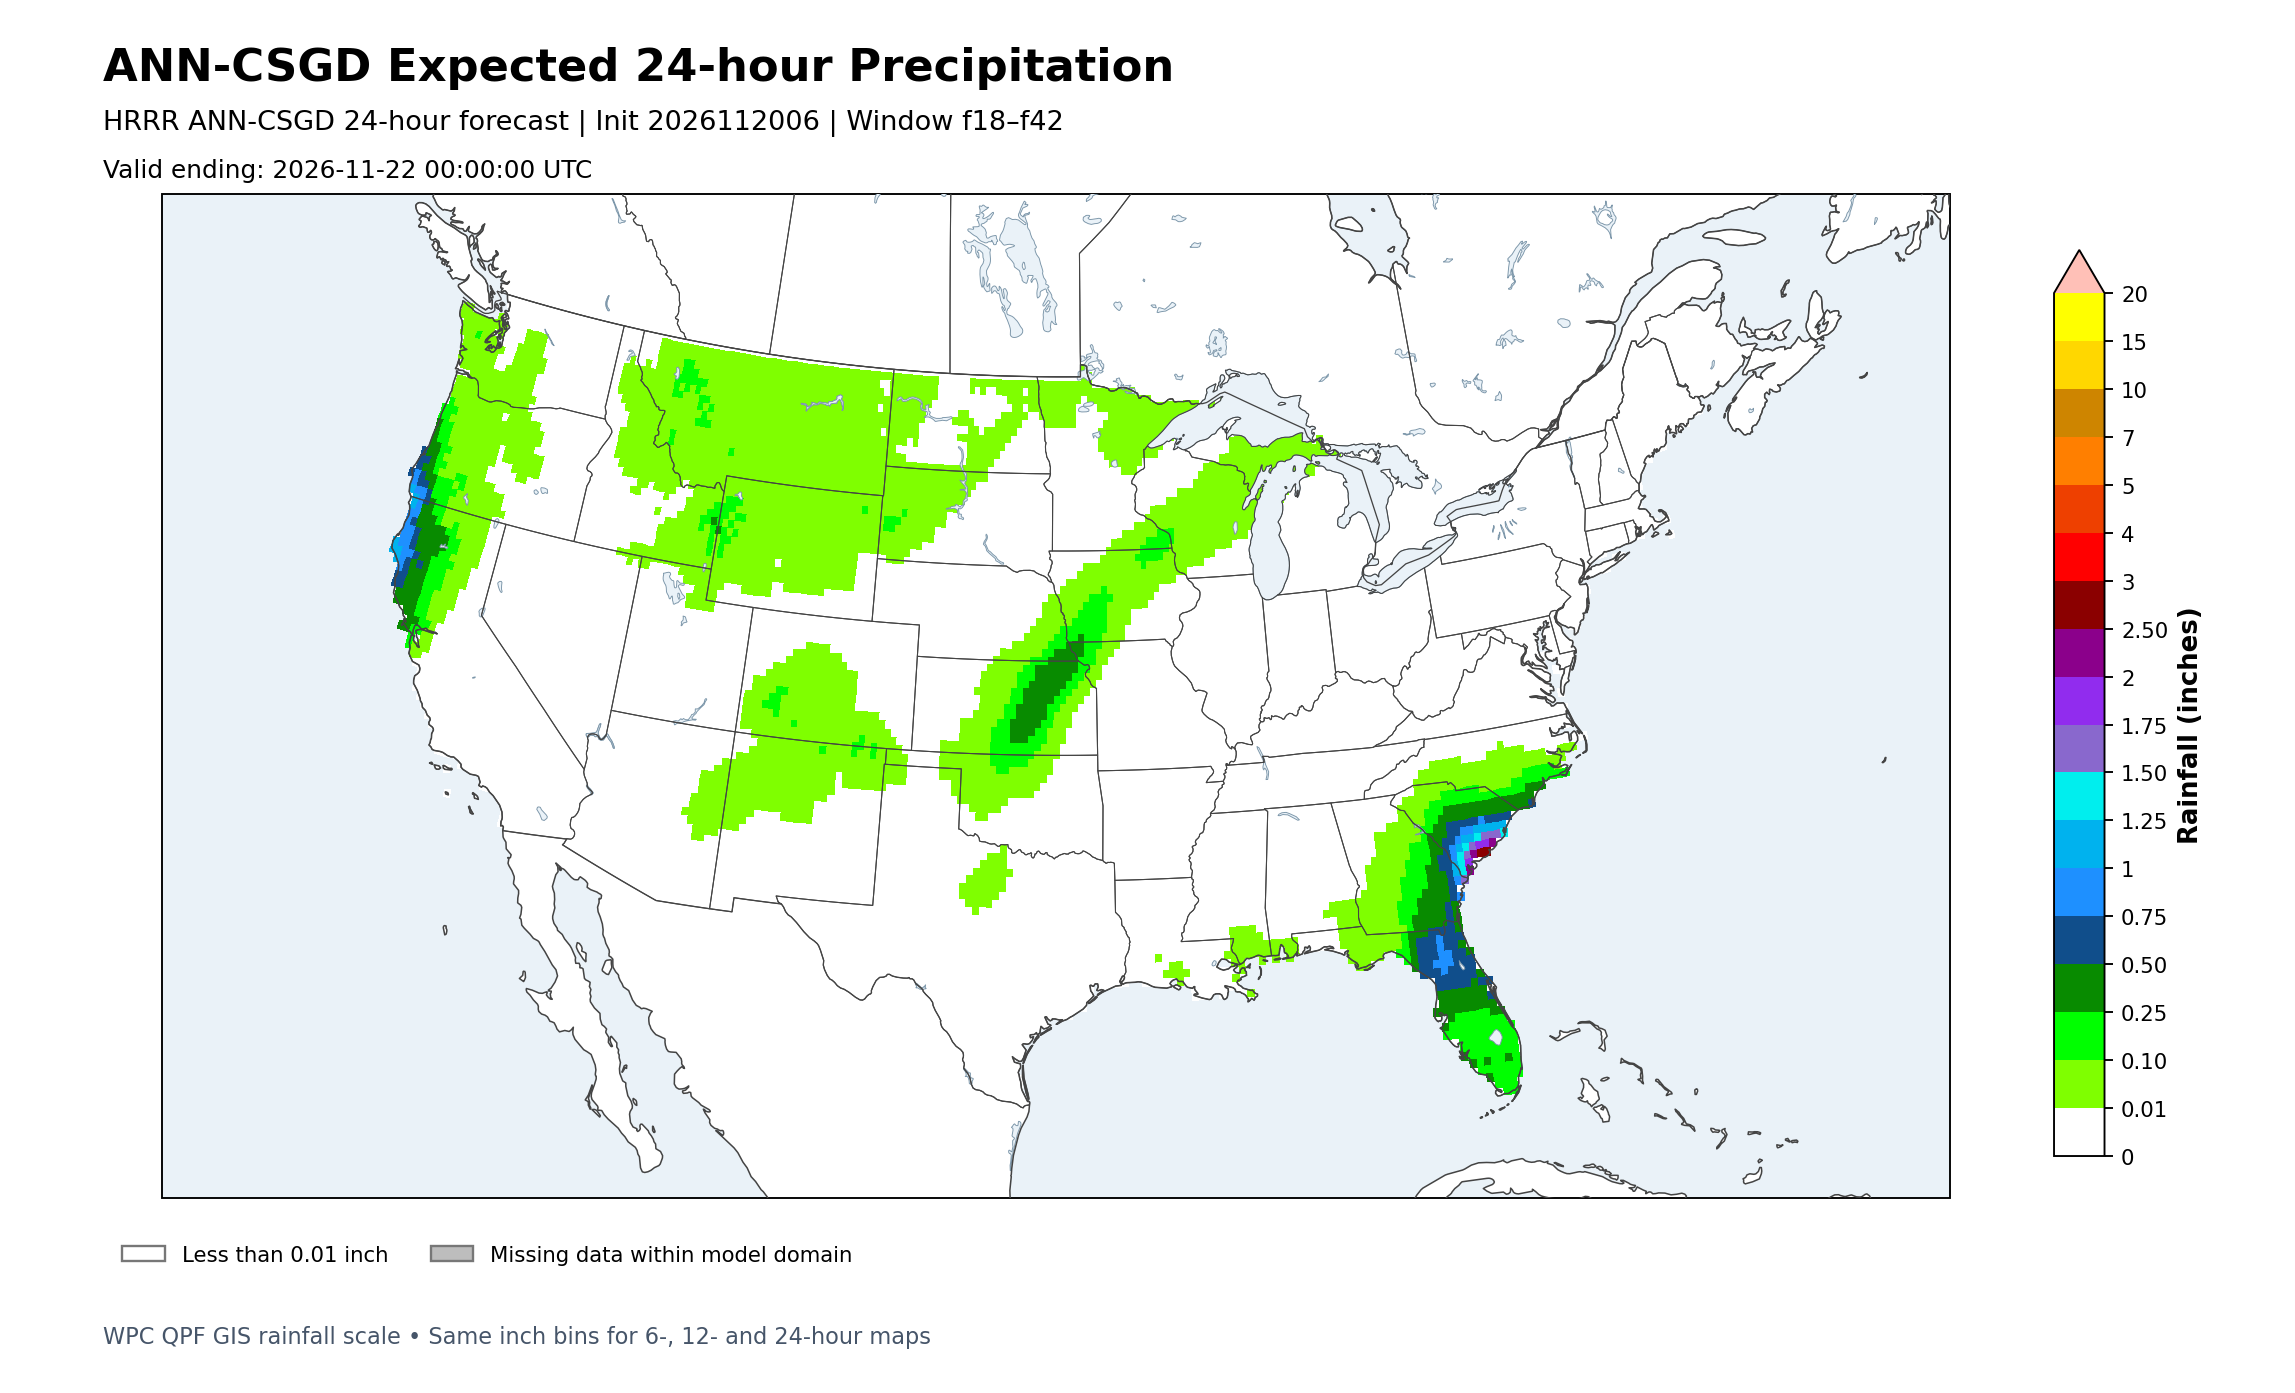 ANN-CSGD Expected 24-hour Precipitation
HRRR ANN-CSGD 24-hour forecast | Init 2026112006 | Window f18–f42
Valid ending: 2026-11-22 00:00:00 UTC
20
15
10
7
5
4
3
2.50
2
1.75
1.50
1.25
1
0.75
0.50
0.25
0.10
0.01
0
Rainfall (inches)
Less than 0.01 inch
Missing data within model domain
WPC QPF GIS rainfall scale • Same inch bins for 6-, 12- and 24-hour maps